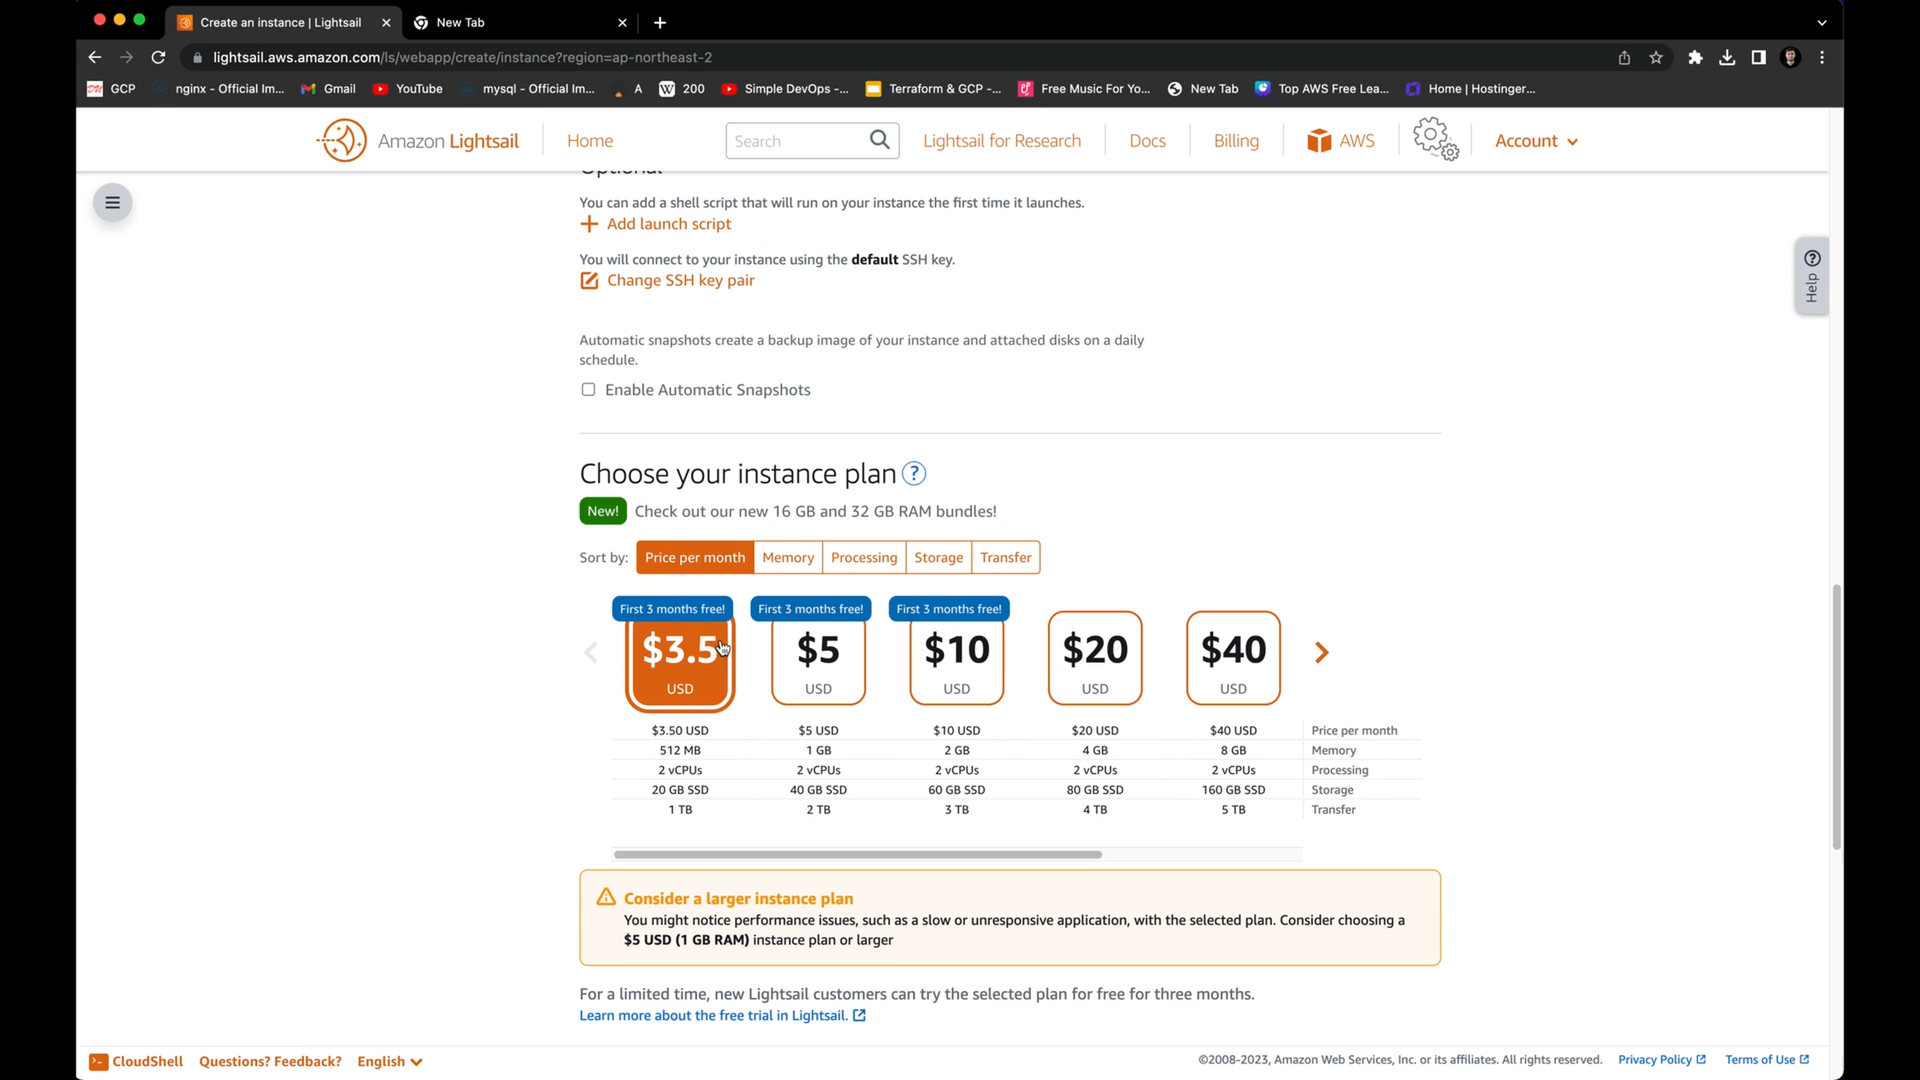 Create an instance | Lightsail
New Tab
lightsail.aws.amazon.com/ls/webapp/create/instance?region=ap-northeast-2
GCP
nginx - Official Im...
Gmail
YouTube
mysql - Official Im...
A
200
Simple DevOps -...
Terraform & GCP -...
Free Music For Yo...
New Tab
Top AWS Free Lea...
Home | Hostinger...
Amazon Lightsail
Home
Search
Lightsail for Research
Docs
Billing
AWS
Account
Optional
You can add a shell script that will run on your instance the first time it launches.
Add launch script
You will connect to your instance using the default SSH key.
Change SSH key pair
Help
Automatic snapshots create a backup image of your instance and attached disks on a daily
schedule.
Enable Automatic Snapshots
Choose your instance plan ?
New! Check out our new 16 GB and 32 GB RAM bundles!
Sort by: Price per month Memory Processing Storage Transfer
First 3 months free! First 3 months free! First 3 months free!
$3.5 $5 $10 $20 $40
USD USD USD USD USD
$3.50 USD $5 USD $10 USD $20 USD $40 USD Price per month
512 MB 1 GB 2 GB 4 GB 8 GB Memory
2 vCPUs 2 vCPUs 2 vCPUs 2 vCPUs 2 vCPUs Processing
20 GB SSD 40 GB SSD 60 GB SSD 80 GB SSD 160 GB SSD Storage
1 TB 2 TB 3 TB 4 TB 5 TB Transfer
Consider a larger instance plan
You might notice performance issues, such as a slow or unresponsive application, with the selected plan. Consider choosing a
$5 USD (1 GB RAM) instance plan or larger
For a limited time, new Lightsail customers can try the selected plan for free for three months.
Learn more about the free trial in Lightsail.
CloudShell Questions? Feedback? English ©2008-2023, Amazon Web Services, Inc. or its affiliates. All rights reserved. Privacy Policy Terms of Use